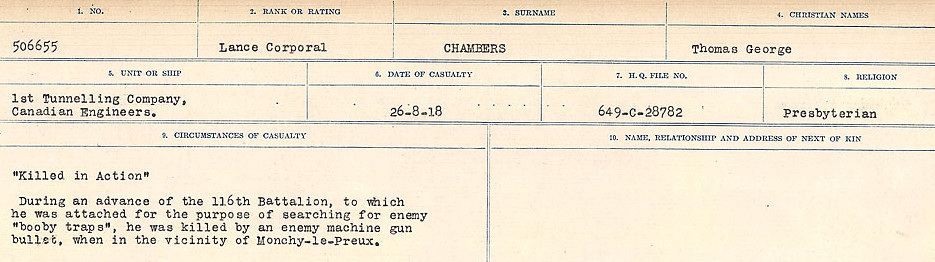 1. NO. 2. RANK OR RATING 3. SURNAME 4. CHRISTIAN NAMES
506655 Lance Corporal CHAMBERS Thomas George
5. UNIT OR SHIP 6. DATE OF CASUALTY 7. H.Q. FILE NO. 8. RELIGION
1st Tunnelling Company,
Canadian Engineers. 26-8-18 649-C-28782 Presbyterian
9. CIRCUMSTANCES OF CASUALTY 10. NAME, RELATIONSHIP AND ADDRESS OF NEXT OF KIN
"Killed in Action"
During an advance of the 116th Battalion, to which
he was attached for the purpose of searching for enemy
"booby traps", he was killed by an enemy machine gun
bullet, when in the vicinity of Monchy-le-Preux.